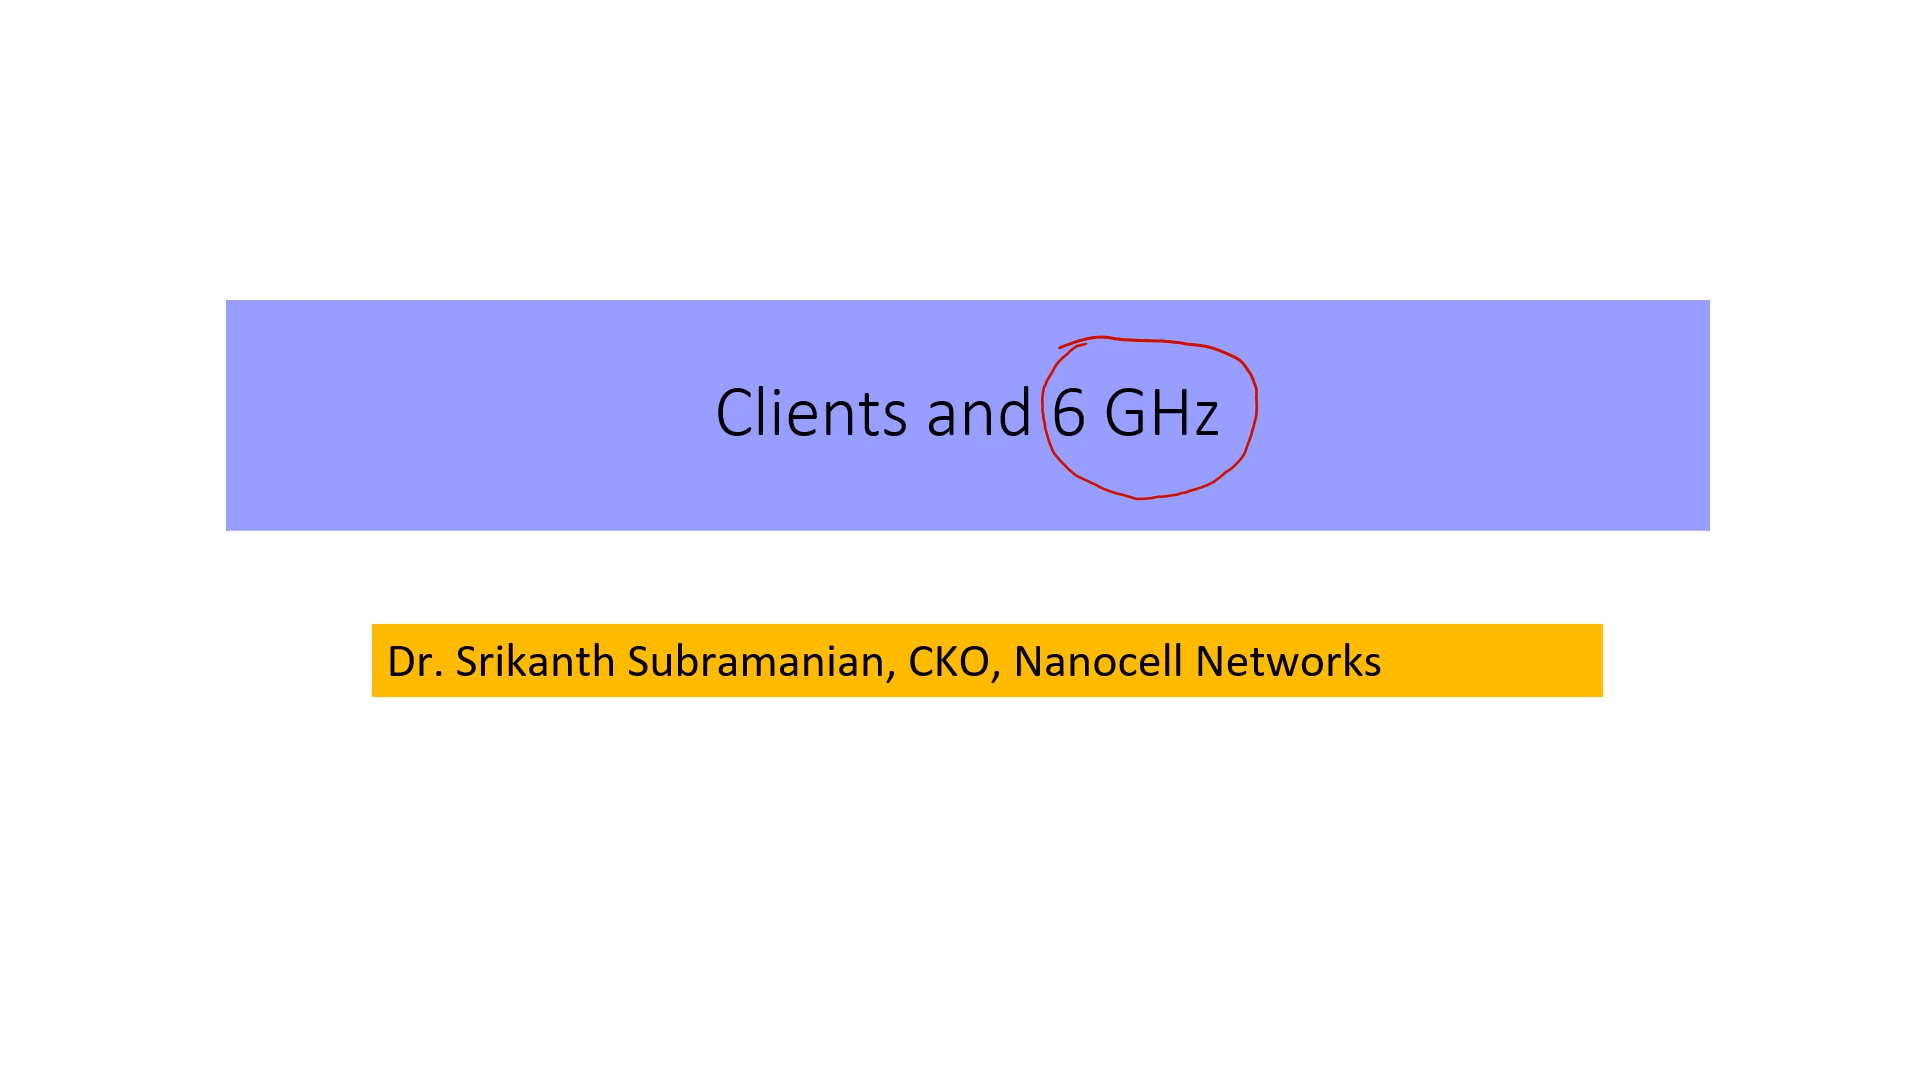 Clients and 6 GHz
Dr. Srikanth Subramanian, CKO, Nanocell Networks